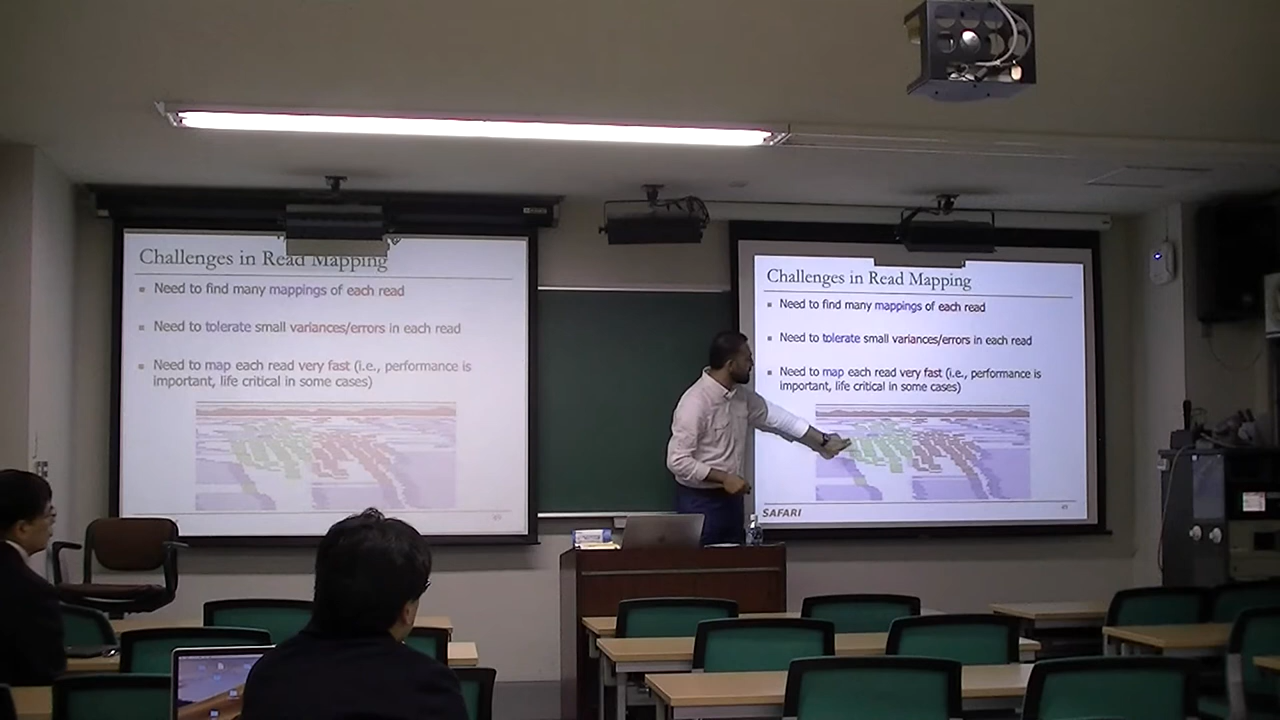 Challenges in Read Mapping
▪ Need to find many mappings of each read
▪ Need to tolerate small variances/errors in each read
▪ Need to map each read very fast (i.e., performance is
important, life critical in some cases)
Challenges in Read Mapping
▪ Need to find many mappings of each read
▪ Need to tolerate small variances/errors in each read
▪ Need to map each read very fast (i.e., performance is
important, life critical in some cases)
SAFARI